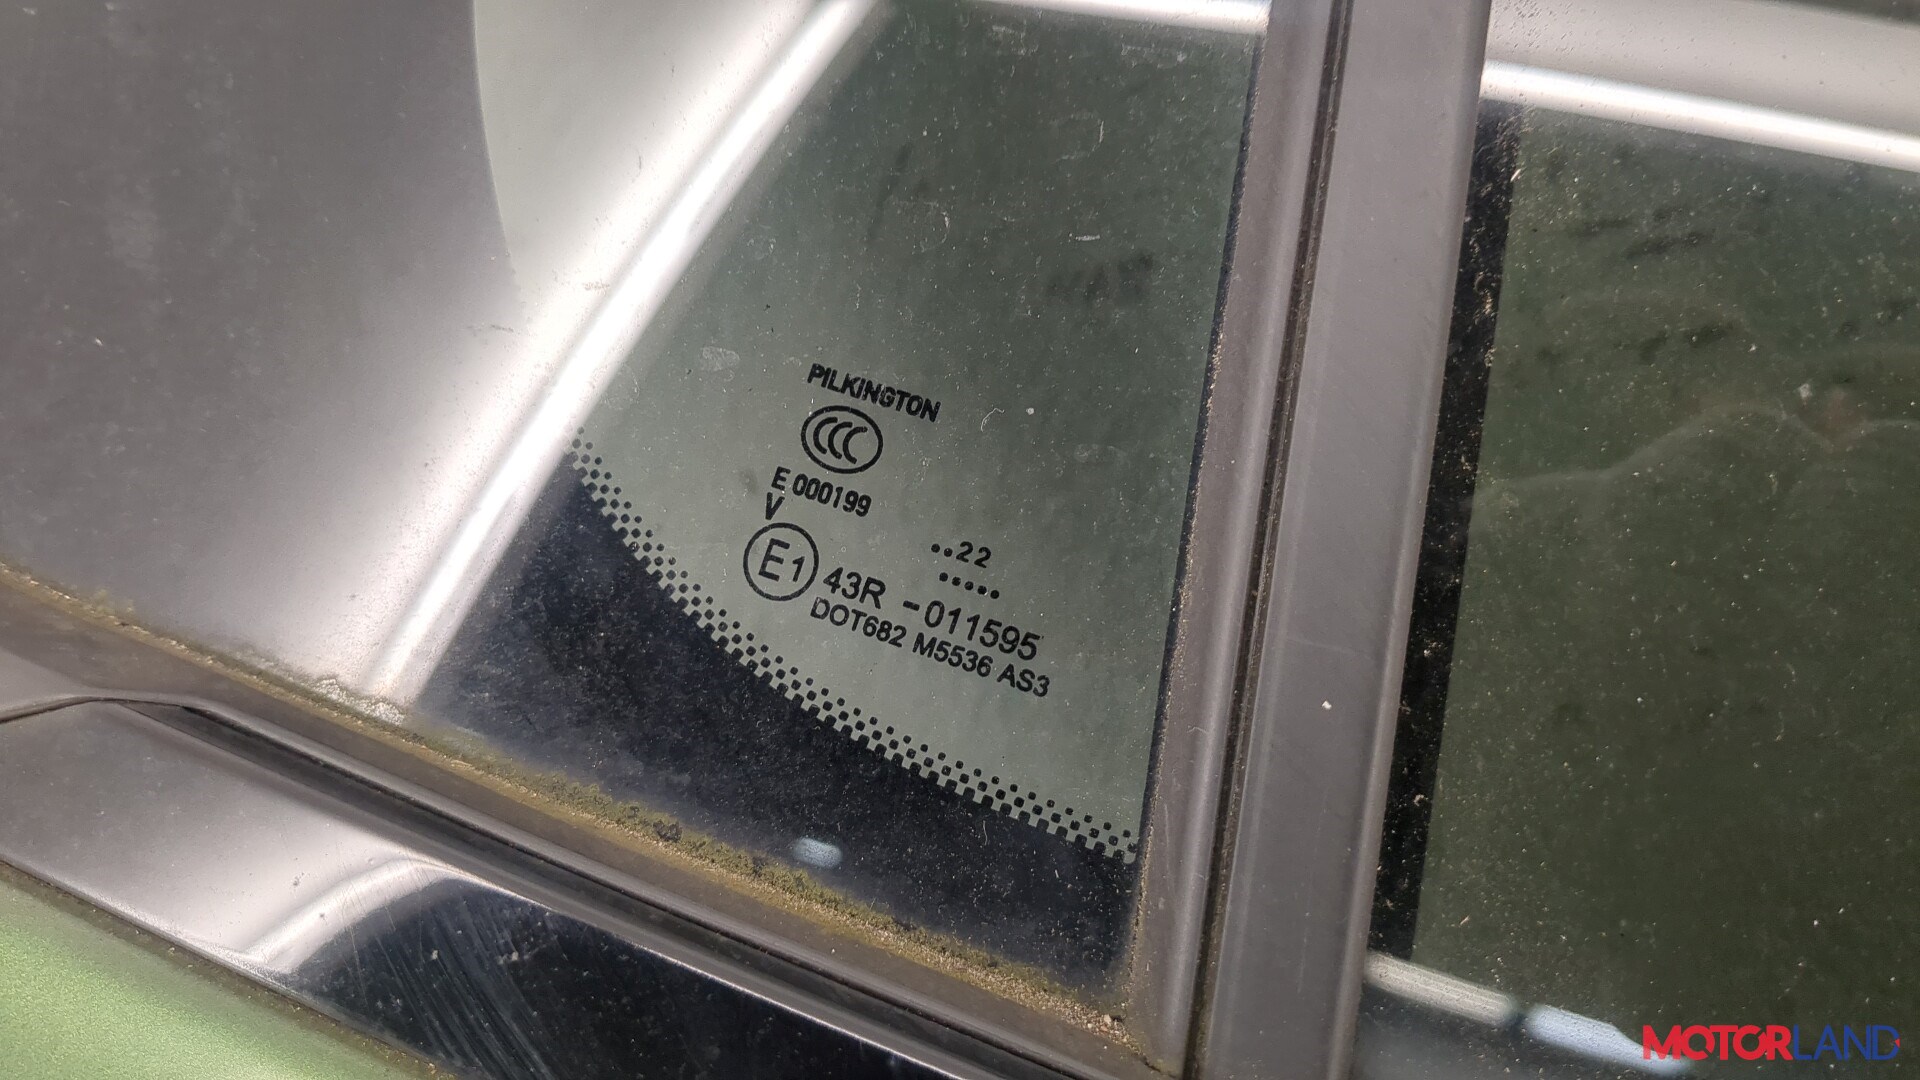 PILKINGTON
CCC
E 000199
V
••22
•••••
E1 43R - 011595
DOT682 M5536 AS3
MOTORLAND